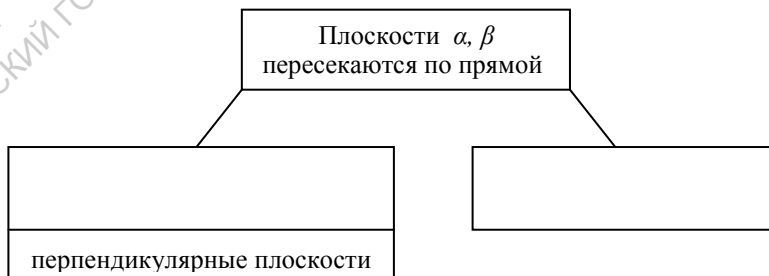 Плоскости α, β
пересекаются по прямой
перпендикулярные плоскости